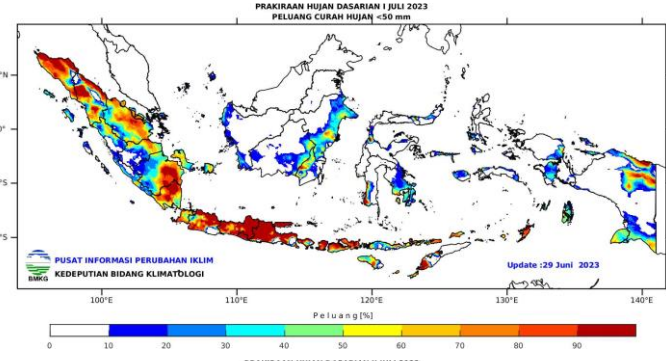 PRAKIRAAN HUJAN DASARIAN I JULI 2023
PELUANG CURAH HUJAN <50 mm
°N
0°
°S
°S
PUSAT INFORMASI PERUBAHAN IKLIM
KEDEPUTIAN BIDANG KLIMATOLOGI
BMKG
Update :29 Juni 2023
100°E 110°E 120°E 130°E 140°E
Peluang[%]
0 10 20 30 40 50 60 70 80 90